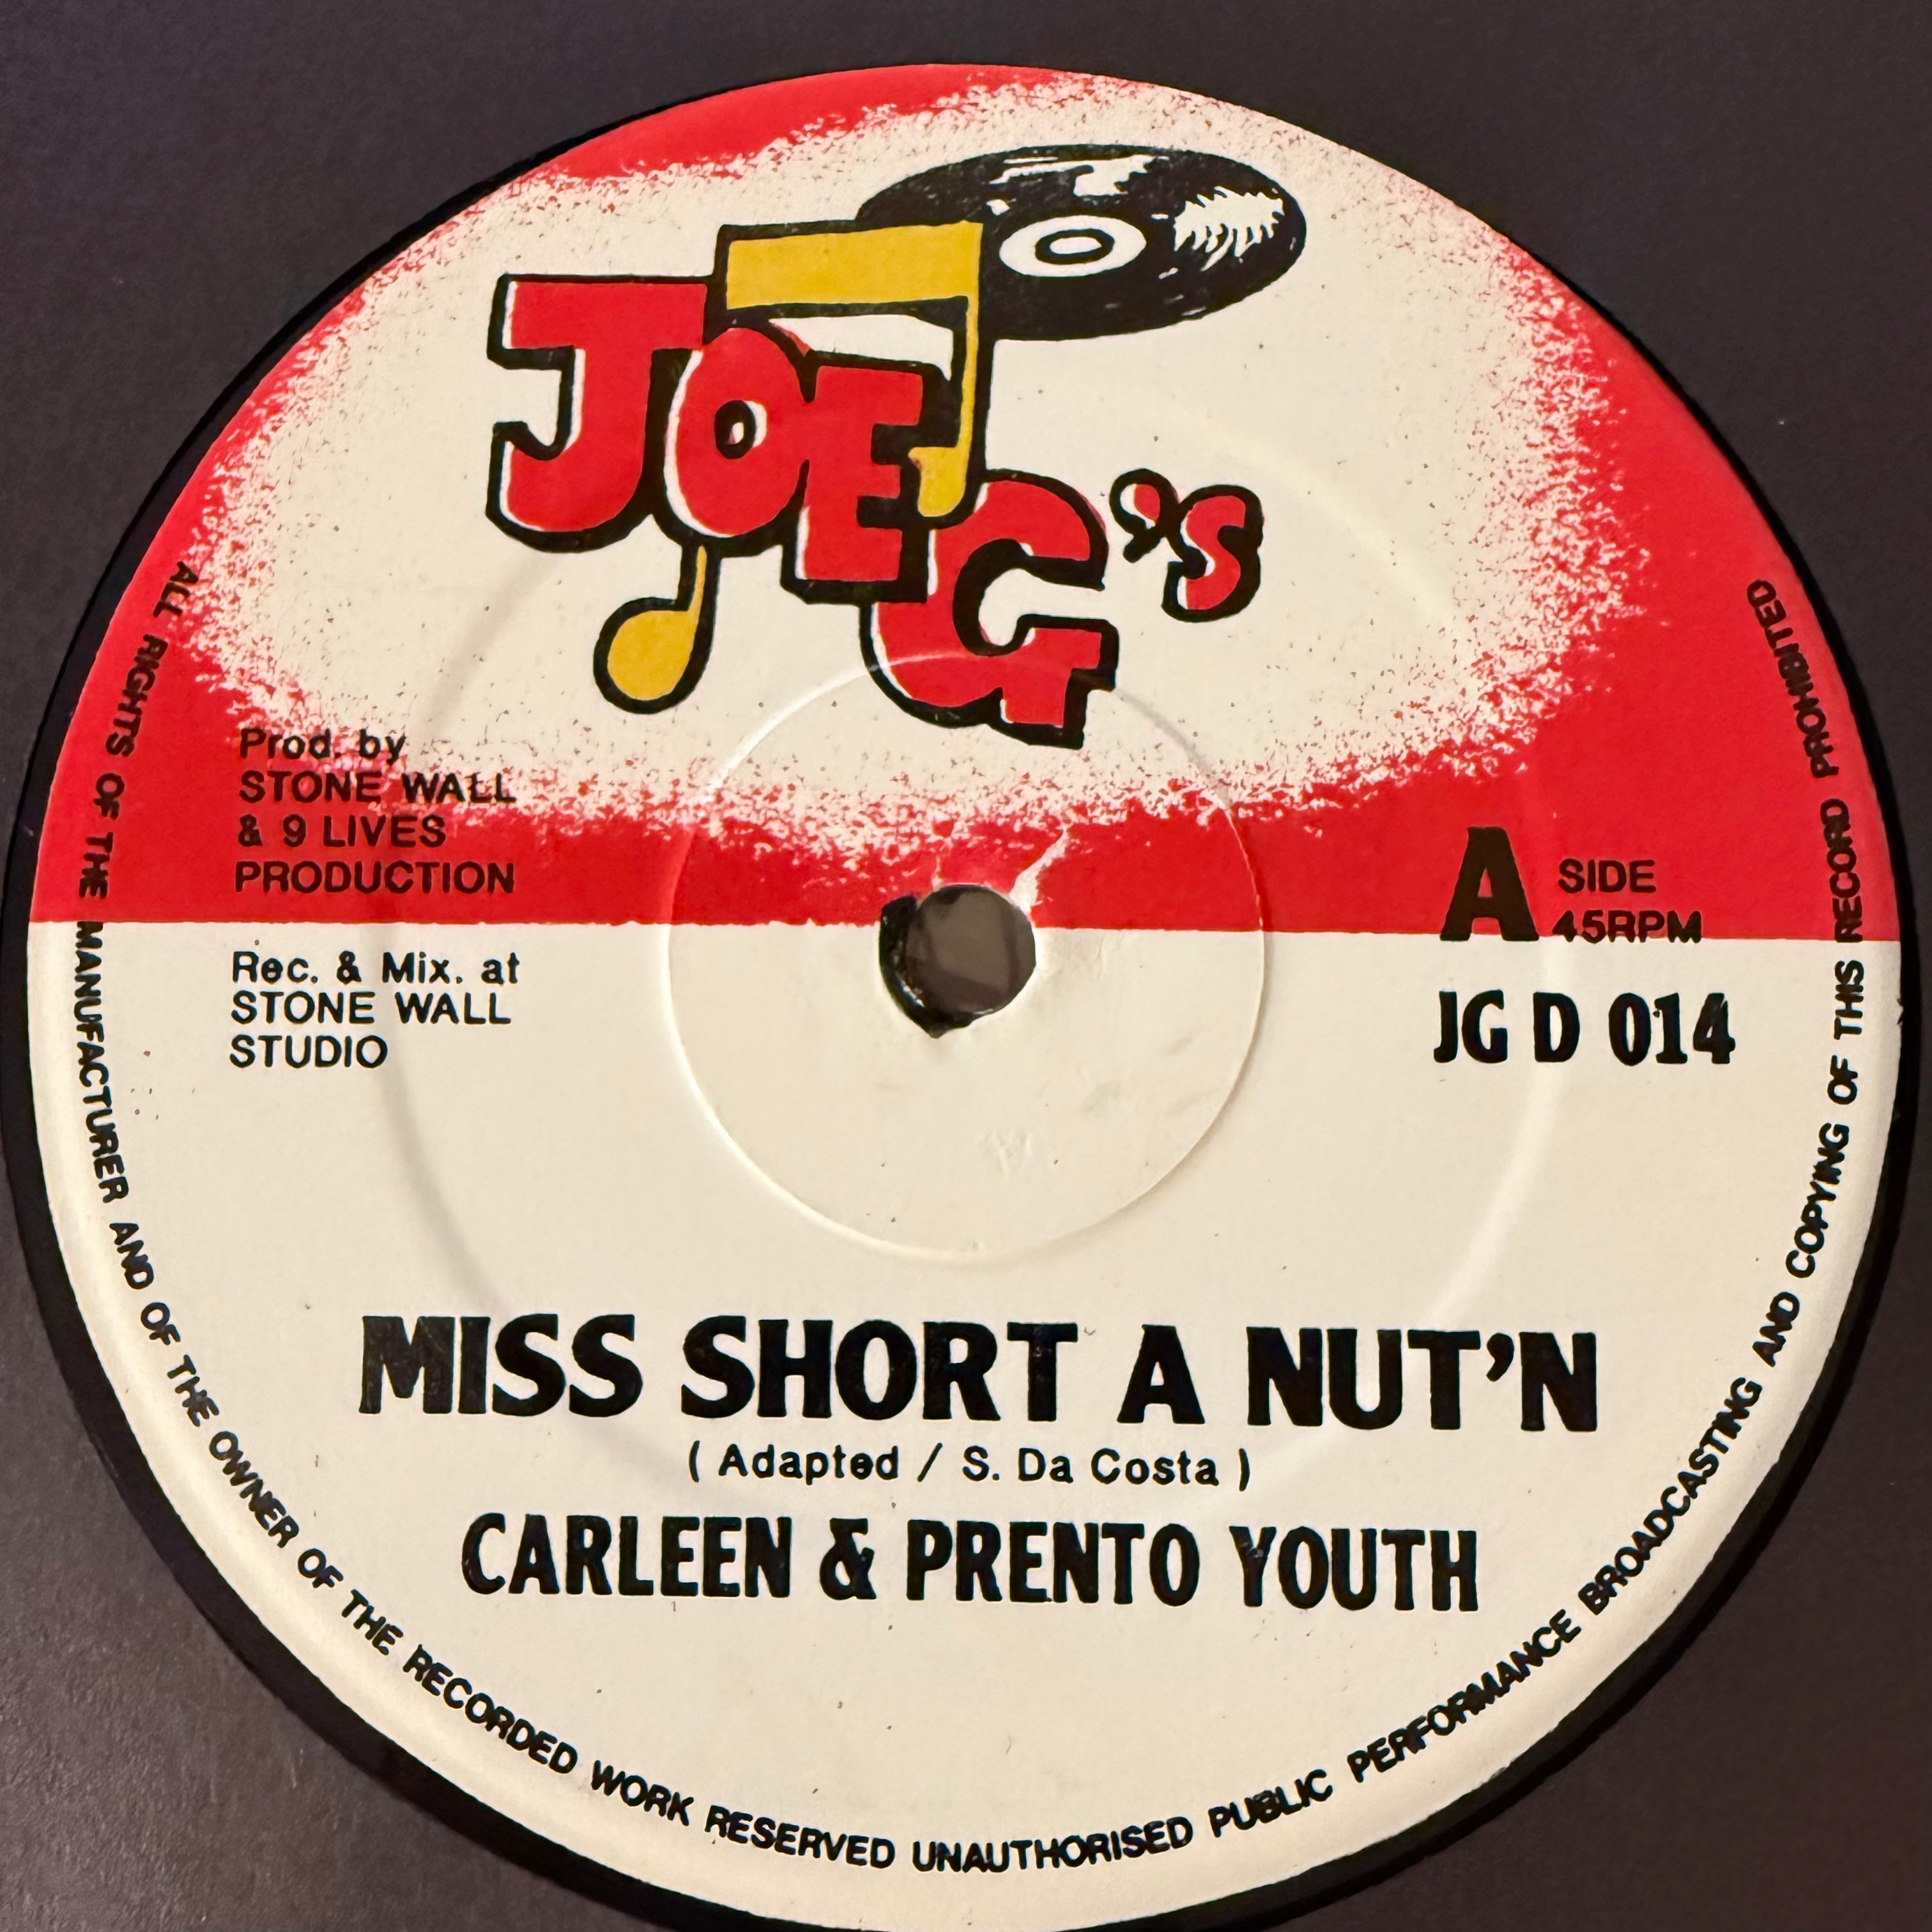 JOE G'S
Prod. by
STONE WALL
& 9 LIVES
PRODUCTION
A SIDE
45RPM
Rec. & Mix. at
STONE WALL
STUDIO
JG D 014
MISS SHORT A NUT'N
( Adapted / S. Da Costa )
CARLEEN & PRENTO YOUTH
ALL RIGHTS OF THE MANUFACTURER AND OF THE OWNER OF THE RECORDED WORK RESERVED UNAUTHORISED PUBLIC PERFORMANCE BROADCASTING AND COPYING OF THIS RECORD PROHIBITED